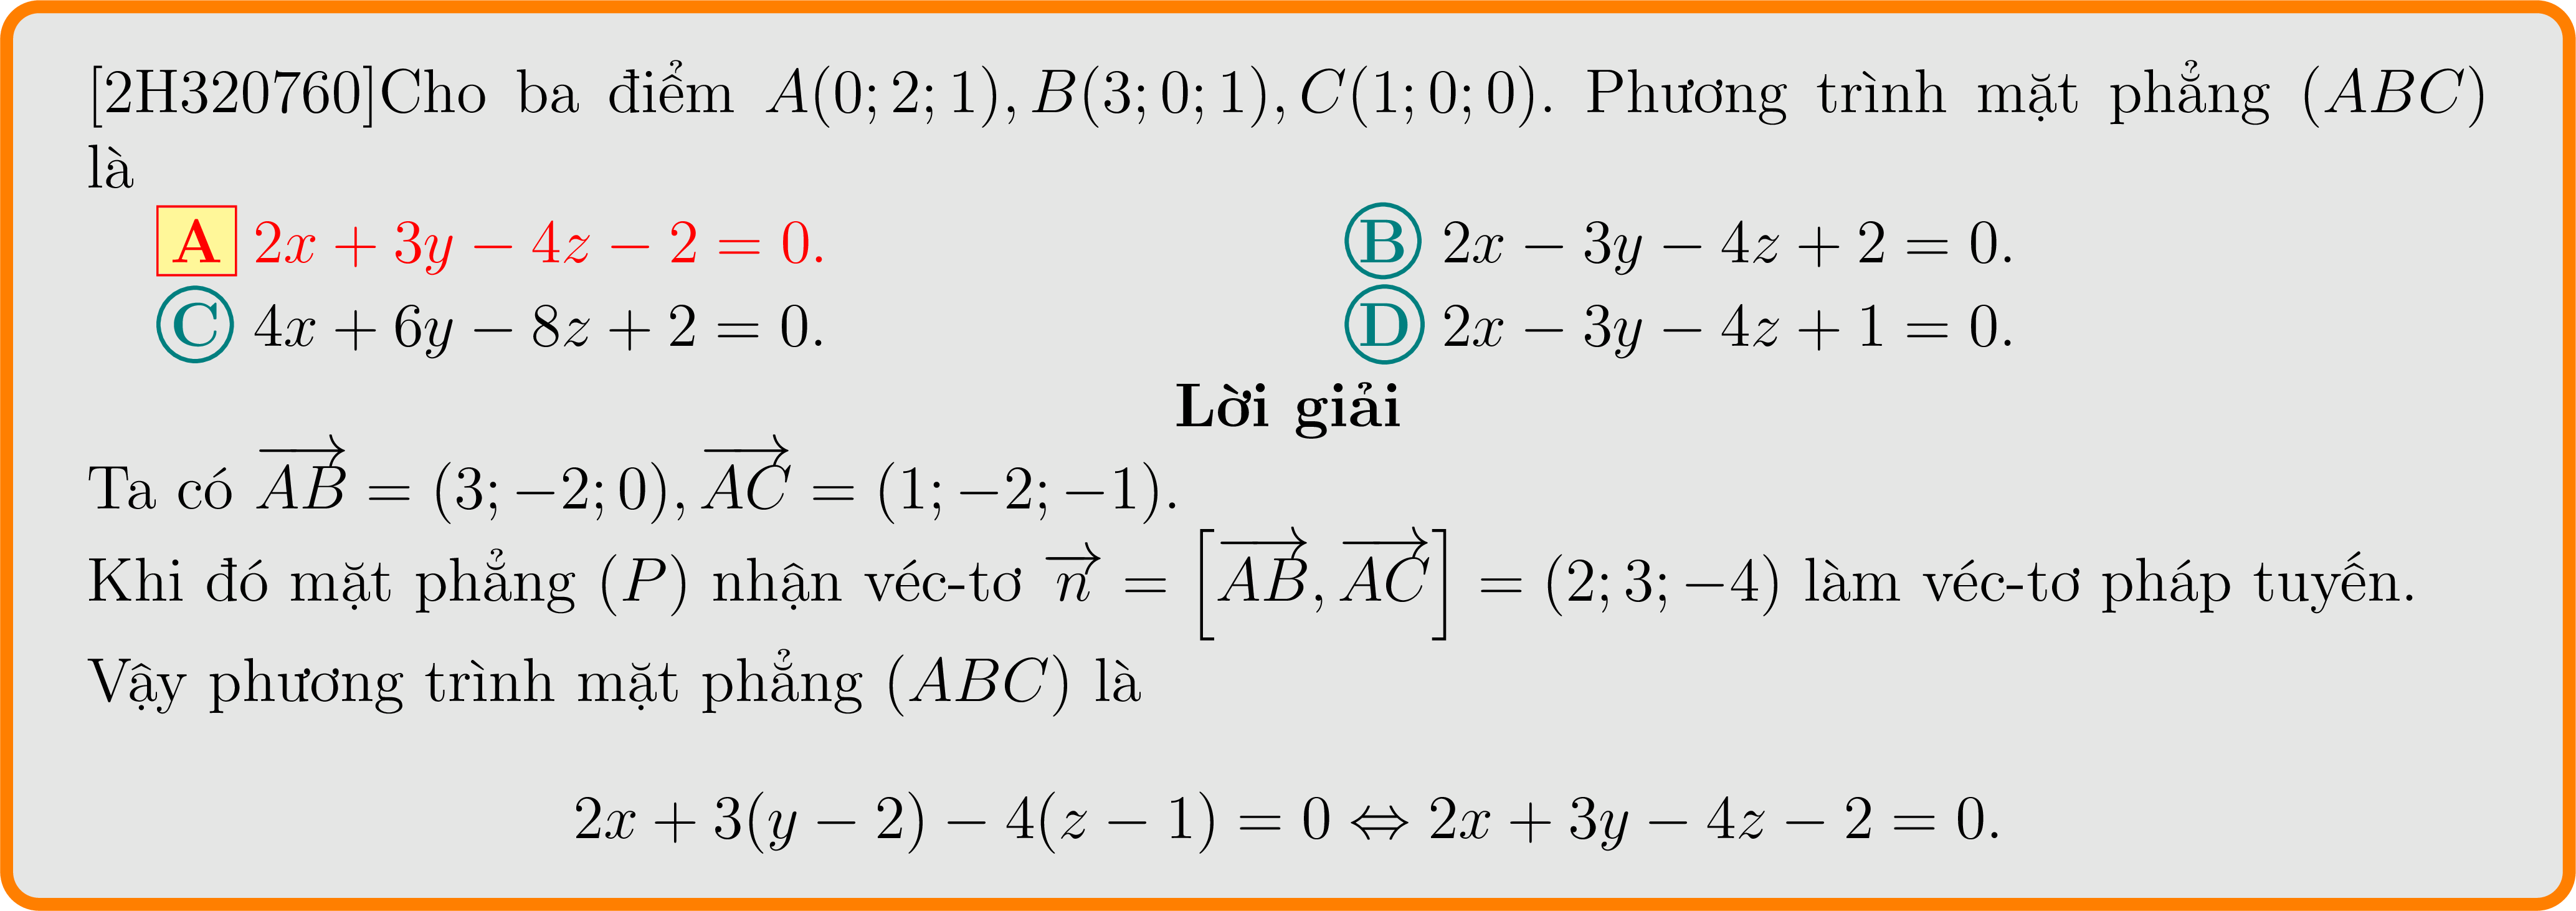 [2H320760]Cho ba điểm A(0; 2; 1), B(3; 0; 1), C(1; 0; 0). Phương trình mặt phẳng (ABC)
là
A 2x + 3y − 4z − 2 = 0. B 2x − 3y − 4z + 2 = 0.
C 4x + 6y − 8z + 2 = 0. D 2x − 3y − 4z + 1 = 0.
Lời giải
Ta có $\overrightarrow{AB}$ = (3; −2; 0), $\overrightarrow{AC}$ = (1; −2; −1).
Khi đó mặt phẳng (P) nhận véc-tơ $\overrightarrow{n}$ = [$\overrightarrow{AB}$, $\overrightarrow{AC}$] = (2; 3; −4) làm véc-tơ pháp tuyến.
Vậy phương trình mặt phẳng (ABC) là
2x + 3(y − 2) − 4(z − 1) = 0 ⇔ 2x + 3y − 4z − 2 = 0.